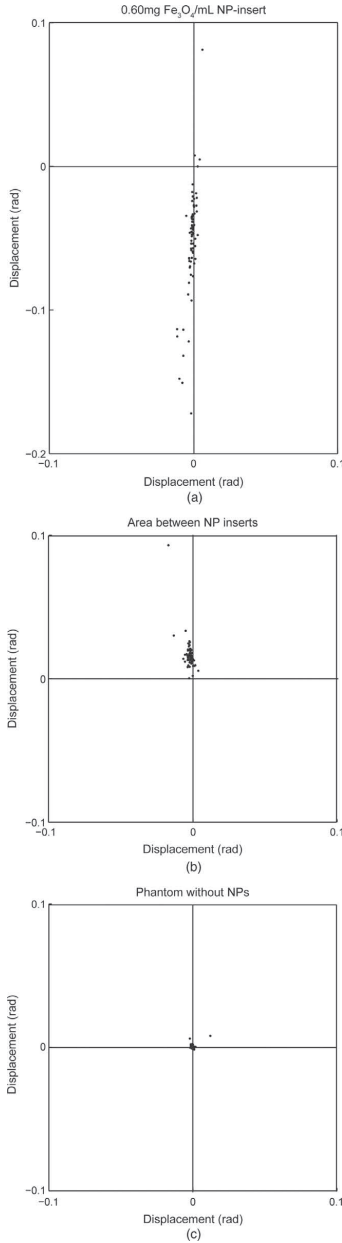 0.60mg Fe₃O₄/mL NP-insert
0.1
0
−0.1
−0.2
Displacement (rad)
−0.1 0 0.1
Displacement (rad)
(a)
Area between NP inserts
0.1
0
−0.1
Displacement (rad)
−0.1 0 0.1
Displacement (rad)
(b)
Phantom without NPs
0.1
0
−0.1
Displacement (rad)
−0.1 0 0.1
Displacement (rad)
(c)